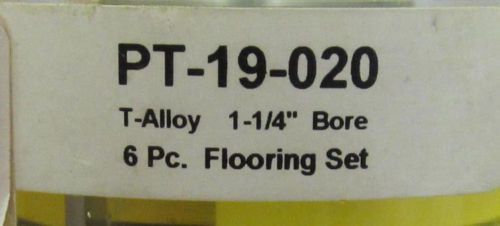 PT-19-020
T-Alloy 1-1/4" Bore
6 Pc. Flooring Set